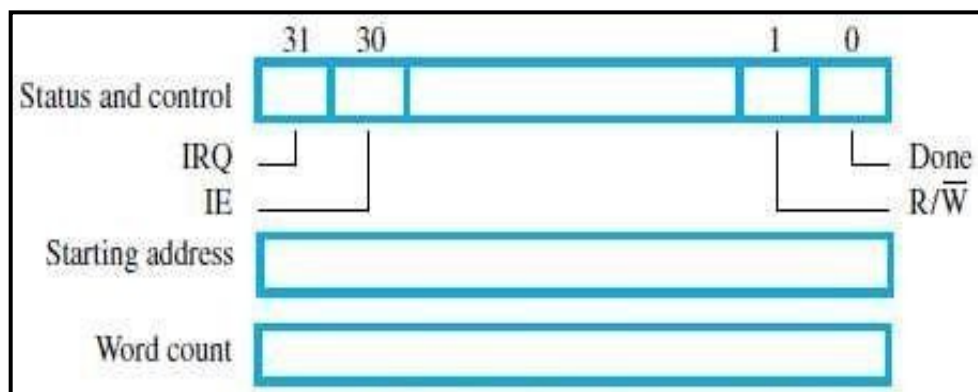 31 30 1 0
Status and control
IRQ Done
IE R/W̅
Starting address
Word count